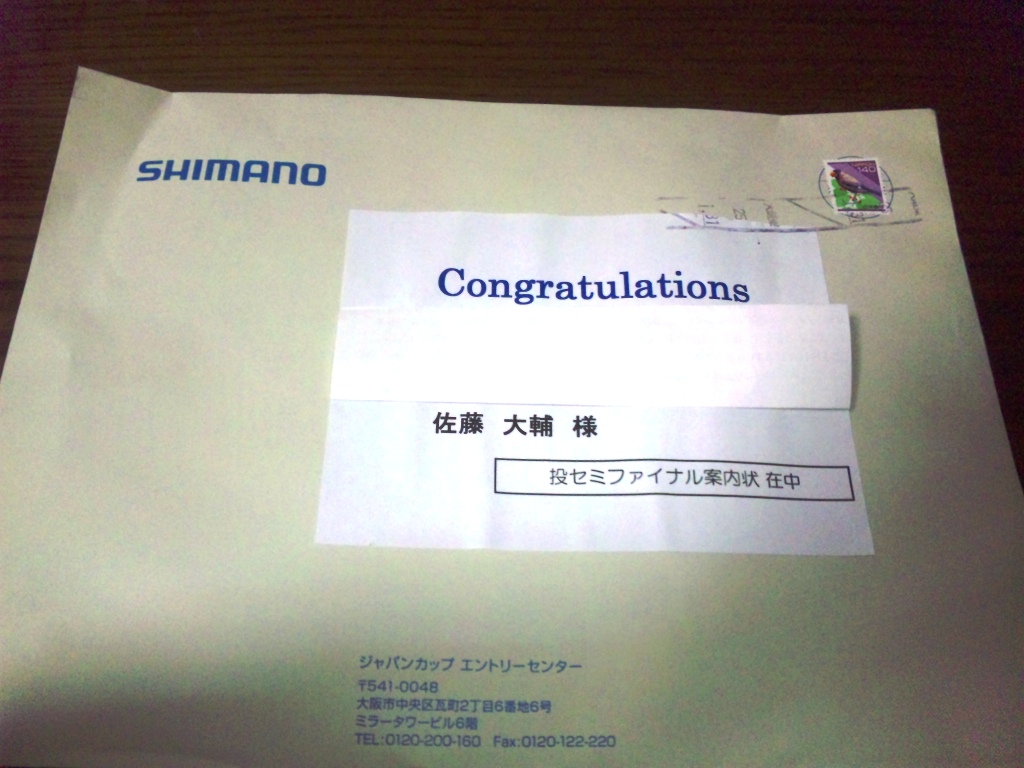 SHIMANO
140
Congratulations
佐藤 大輔 様
投セミファイナル案内状 在中
ジャパンカップ エントリーセンター
〒541-0048
大阪市中央区瓦町2丁目6番地6号
ミラータワービル6階
TEL:0120-200-160 Fax:0120-122-220